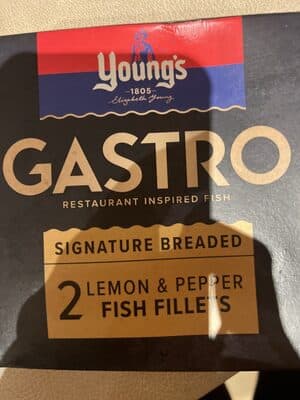 Young's
1805
Elizabeth Young
GASTRO
RESTAURANT INSPIRED FISH
SIGNATURE BREADED
2 LEMON & PEPPER
FISH FILLETS